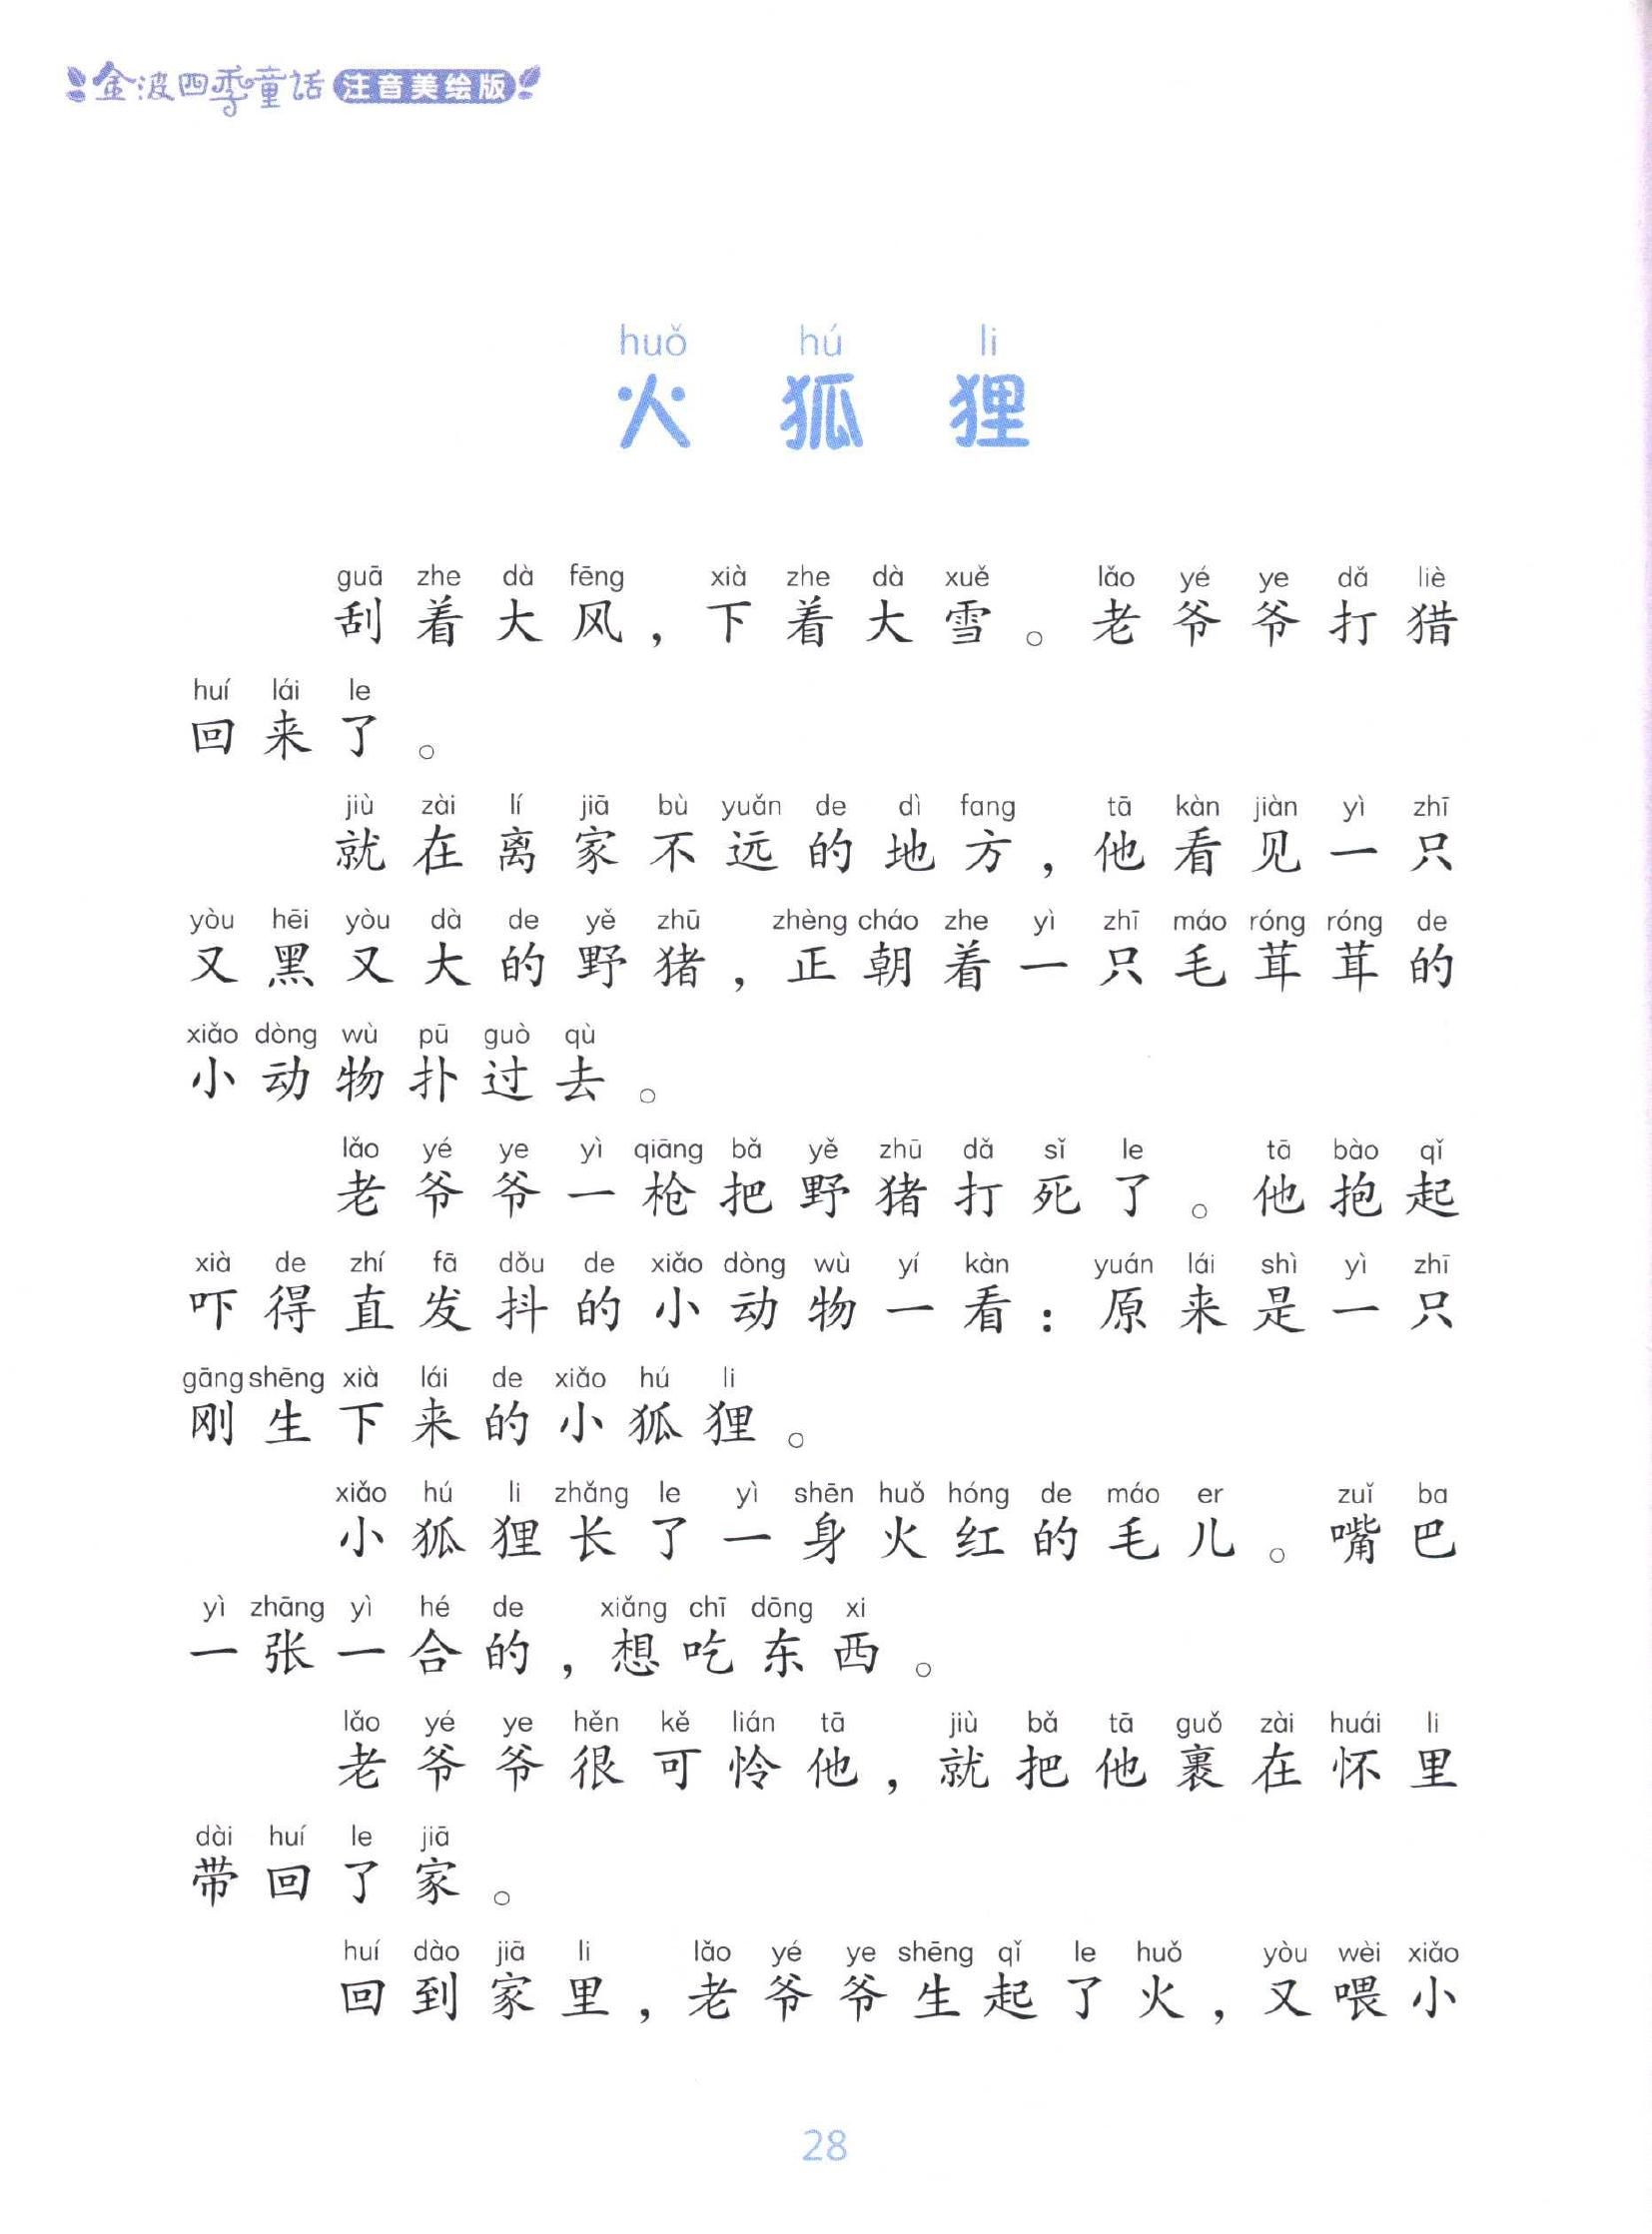 金波四季童话 注音美绘版
huǒ hú li
火狐狸
guā zhe dà fēng xià zhe dà xuě lǎo yé ye dǎ liè
刮着大风，下着大雪。老爷爷打猎
huí lái le
回来了。
jiù zài lí jiā bù yuǎn de dì fang tā kàn jiàn yì zhī
就在离家不远的地方，他看见一只
yòu hēi yòu dà de yě zhū zhèng cháo zhe yì zhī máo róng róng de
又黑又大的野猪，正朝着一只毛茸茸的
xiǎo dòng wù pū guò qù
小动物扑过去。
lǎo yé ye yì qiāng bǎ yě zhū dǎ sǐ le tā bào qǐ
老爷爷一枪把野猪打死了。他抱起
xià de zhí fā dǒu de xiǎo dòng wù yí kàn yuán lái shì yì zhī
吓得直发抖的小动物一看：原来是一只
gāng shēng xià lái de xiǎo hú li
刚生下来的小狐狸。
xiǎo hú li zhǎng le yì shēn huǒ hóng de máo er zuǐ ba
小狐狸长了一身火红的毛儿。嘴巴
yì zhāng yì hé de xiǎng chī dōng xi
一张一合的，想吃东西。
lǎo yé ye hěn kě lián tā jiù bǎ tā guǒ zài huái li
老爷爷很可怜他，就把他裹在怀里
dài huí le jiā
带回了家。
huí dào jiā li lǎo yé ye shēng qǐ le huǒ yòu wèi xiǎo
回到家里，老爷爷生起了火，又喂小
28